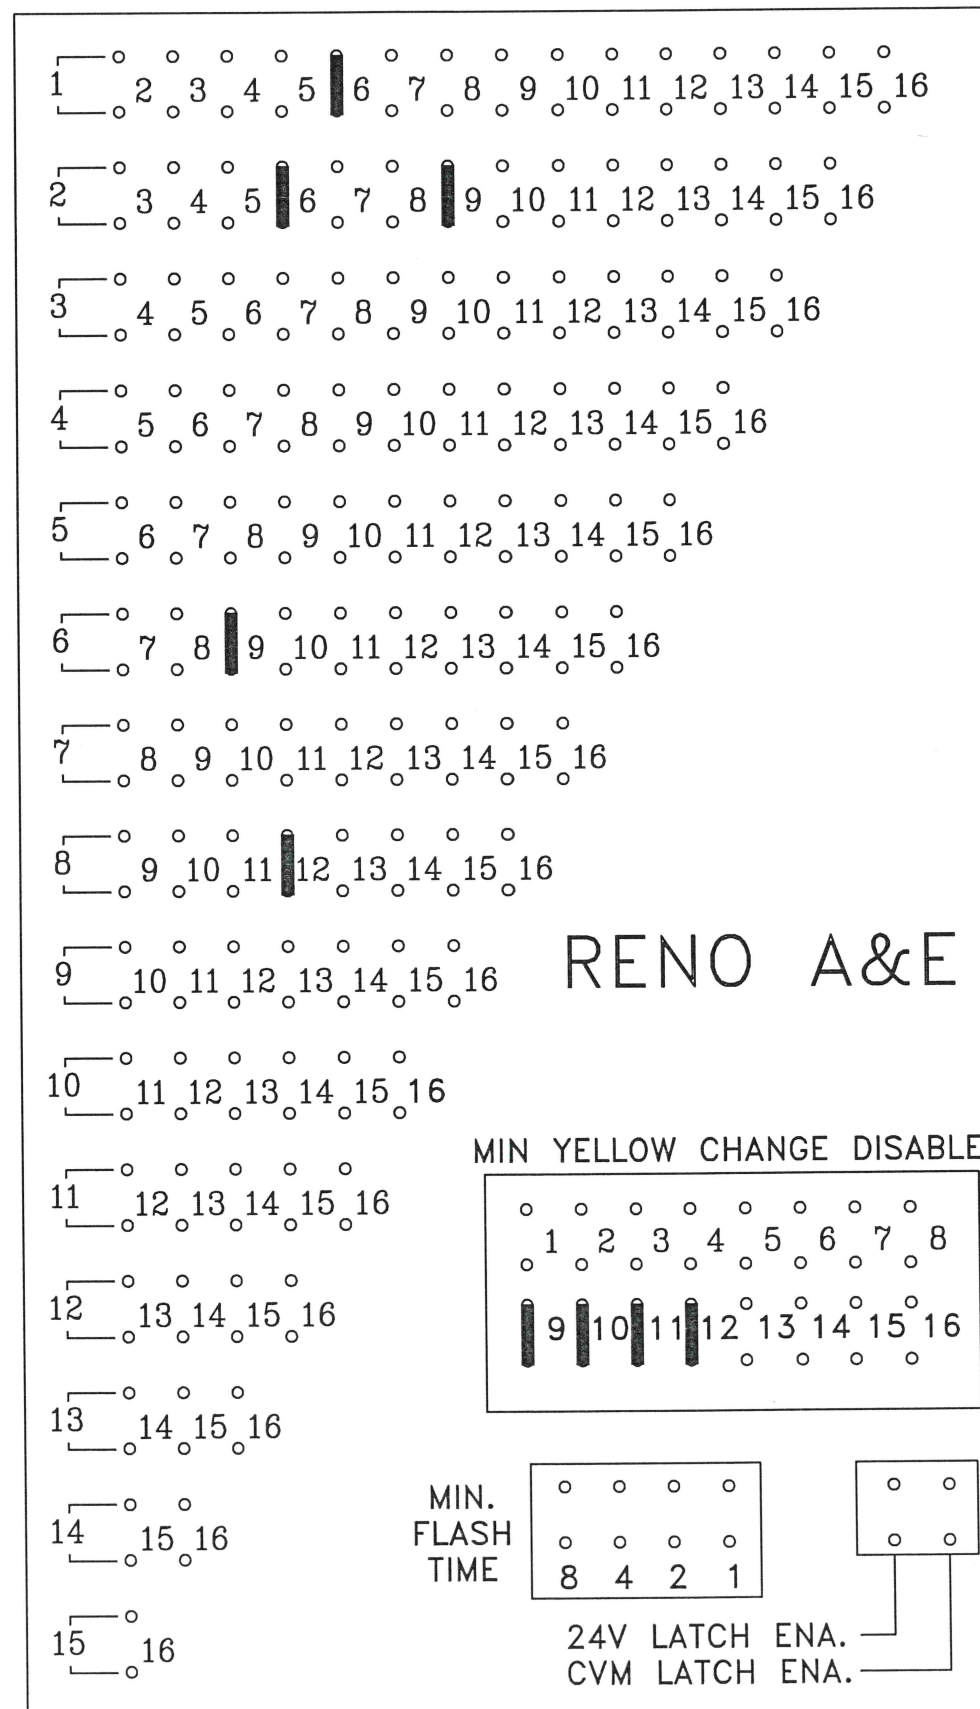 1 2 3 4 5 6 7 8 9 10 11 12 13 14 15 16
2 3 4 5 6 7 8 9 10 11 12 13 14 15 16
3 4 5 6 7 8 9 10 11 12 13 14 15 16
4 5 6 7 8 9 10 11 12 13 14 15 16
5 6 7 8 9 10 11 12 13 14 15 16
6 7 8 9 10 11 12 13 14 15 16
7 8 9 10 11 12 13 14 15 16
8 9 10 11 12 13 14 15 16
9 10 11 12 13 14 15 16
RENO A&E
10 11 12 13 14 15 16
MIN YELLOW CHANGE DISABLE
11 12 13 14 15 16
1 2 3 4 5 6 7 8
12 13 14 15 16
9 10 11 12 13 14 15 16
13 14 15 16
14 15 16
MIN.
FLASH
TIME
8 4 2 1
15 16
24V LATCH ENA.
CVM LATCH ENA.